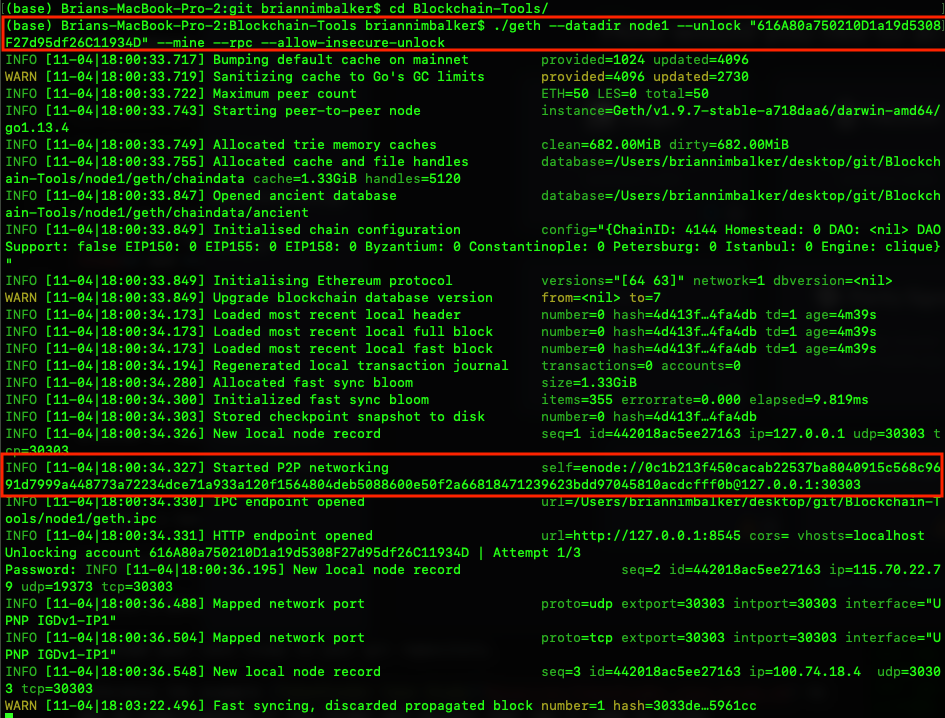 (base) Brians-MacBook-Pro-2:git briannimbalker$ cd Blockchain-Tools/
(base) Brians-MacBook-Pro-2:Blockchain-Tools briannimbalker$ ./geth --datadir node1 --unlock "616A80a750210D1a19d5308
F27d95df26C11934D" --mine --rpc --allow-insecure-unlock
INFO [11-04|18:00:33.717] Bumping default cache on mainnet provided=1024 updated=4096
WARN [11-04|18:00:33.719] Sanitizing cache to Go's GC limits provided=4096 updated=2730
INFO [11-04|18:00:33.722] Maximum peer count ETH=50 LES=0 total=50
INFO [11-04|18:00:33.743] Starting peer-to-peer node instance=Geth/v1.9.7-stable-a718daa6/darwin-amd64/
go1.13.4
INFO [11-04|18:00:33.749] Allocated trie memory caches clean=682.00MiB dirty=682.00MiB
INFO [11-04|18:00:33.755] Allocated cache and file handles database=/Users/briannimbalker/desktop/git/Blockch
ain-Tools/node1/geth/chaindata cache=1.33GiB handles=5120
INFO [11-04|18:00:33.847] Opened ancient database database=/Users/briannimbalker/desktop/git/Blockch
ain-Tools/node1/geth/chaindata/ancient
INFO [11-04|18:00:33.849] Initialised chain configuration config="{ChainID: 4144 Homestead: 0 DAO: <nil> DAO
Support: false EIP150: 0 EIP155: 0 EIP158: 0 Byzantium: 0 Constantinople: 0 Petersburg: 0 Istanbul: 0 Engine: clique}
"
INFO [11-04|18:00:33.849] Initialising Ethereum protocol versions="[64 63]" network=1 dbversion=<nil>
WARN [11-04|18:00:33.849] Upgrade blockchain database version from=<nil> to=7
INFO [11-04|18:00:34.173] Loaded most recent local header number=0 hash=4d413f…4fa4db td=1 age=4m39s
INFO [11-04|18:00:34.173] Loaded most recent local full block number=0 hash=4d413f…4fa4db td=1 age=4m39s
INFO [11-04|18:00:34.173] Loaded most recent local fast block number=0 hash=4d413f…4fa4db td=1 age=4m39s
INFO [11-04|18:00:34.194] Regenerated local transaction journal transactions=0 accounts=0
INFO [11-04|18:00:34.280] Allocated fast sync bloom size=1.33GiB
INFO [11-04|18:00:34.300] Initialized fast sync bloom items=355 errorrate=0.000 elapsed=9.819ms
INFO [11-04|18:00:34.303] Stored checkpoint snapshot to disk number=0 hash=4d413f…4fa4db
INFO [11-04|18:00:34.326] New local node record seq=1 id=442018ac5ee27163 ip=127.0.0.1 udp=30303 t
cp=30303
INFO [11-04|18:00:34.327] Started P2P networking self=enode://0c1b213f450cacab22537ba8040915c568c96
91d7999a448773a72234dce71a933a120f1564804deb5088600e50f2a66818471239623bdd97045810acdcfff0b@127.0.0.1:30303
INFO [11-04|18:00:34.330] IPC endpoint opened url=/Users/briannimbalker/desktop/git/Blockchain-T
ools/node1/geth.ipc
INFO [11-04|18:00:34.331] HTTP endpoint opened url=http://127.0.0.1:8545 cors= vhosts=localhost
Unlocking account 616A80a750210D1a19d5308F27d95df26C11934D | Attempt 1/3
Password: INFO [11-04|18:00:36.195] New local node record seq=2 id=442018ac5ee27163 ip=115.70.22.7
9 udp=19373 tcp=30303
INFO [11-04|18:00:36.488] Mapped network port proto=udp extport=30303 intport=30303 interface="U
PNP IGDv1-IP1"
INFO [11-04|18:00:36.504] Mapped network port proto=tcp extport=30303 intport=30303 interface="U
PNP IGDv1-IP1"
INFO [11-04|18:00:36.548] New local node record seq=3 id=442018ac5ee27163 ip=100.74.18.4 udp=3030
3 tcp=30303
WARN [11-04|18:03:22.496] Fast syncing, discarded propagated block number=1 hash=3033de…5961cc